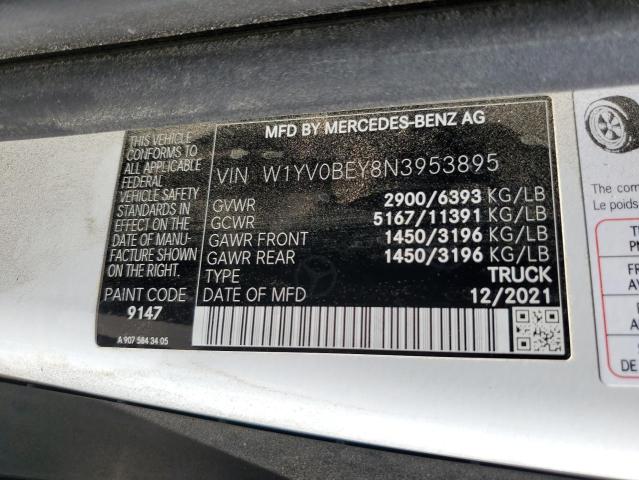 MFD BY MERCEDES-BENZ AG
THIS VEHICLE
CONFORMS TO
ALL APPLICABLE
FEDERAL
VEHICLE SAFETY
STANDARDS IN
EFFECT ON THE
DATE OF MANU-
FACTURE SHOWN
ON THE RIGHT.
PAINT CODE
9147
A 907 584 34 05
VIN W1YV0BEY8N3953895
GVWR 2900/6393 KG/LB
GCWR 5167/11391 KG/LB
GAWR FRONT 1450/3196 KG/LB
GAWR REAR 1450/3196 KG/LB
TYPE TRUCK
DATE OF MFD 12/2021
The com
Le poids
FR
AV
DE